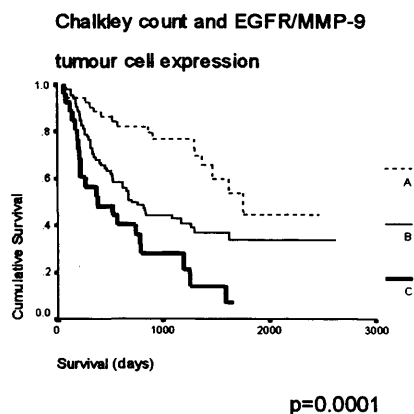 Chalkley count and EGFR/MMP-9
tumour cell expression
1.0
.8
.6
.4
.2
0.0
Cumulative Survival
0
1000
2000
3000
Survival (days)
A
B
C
p=0.0001